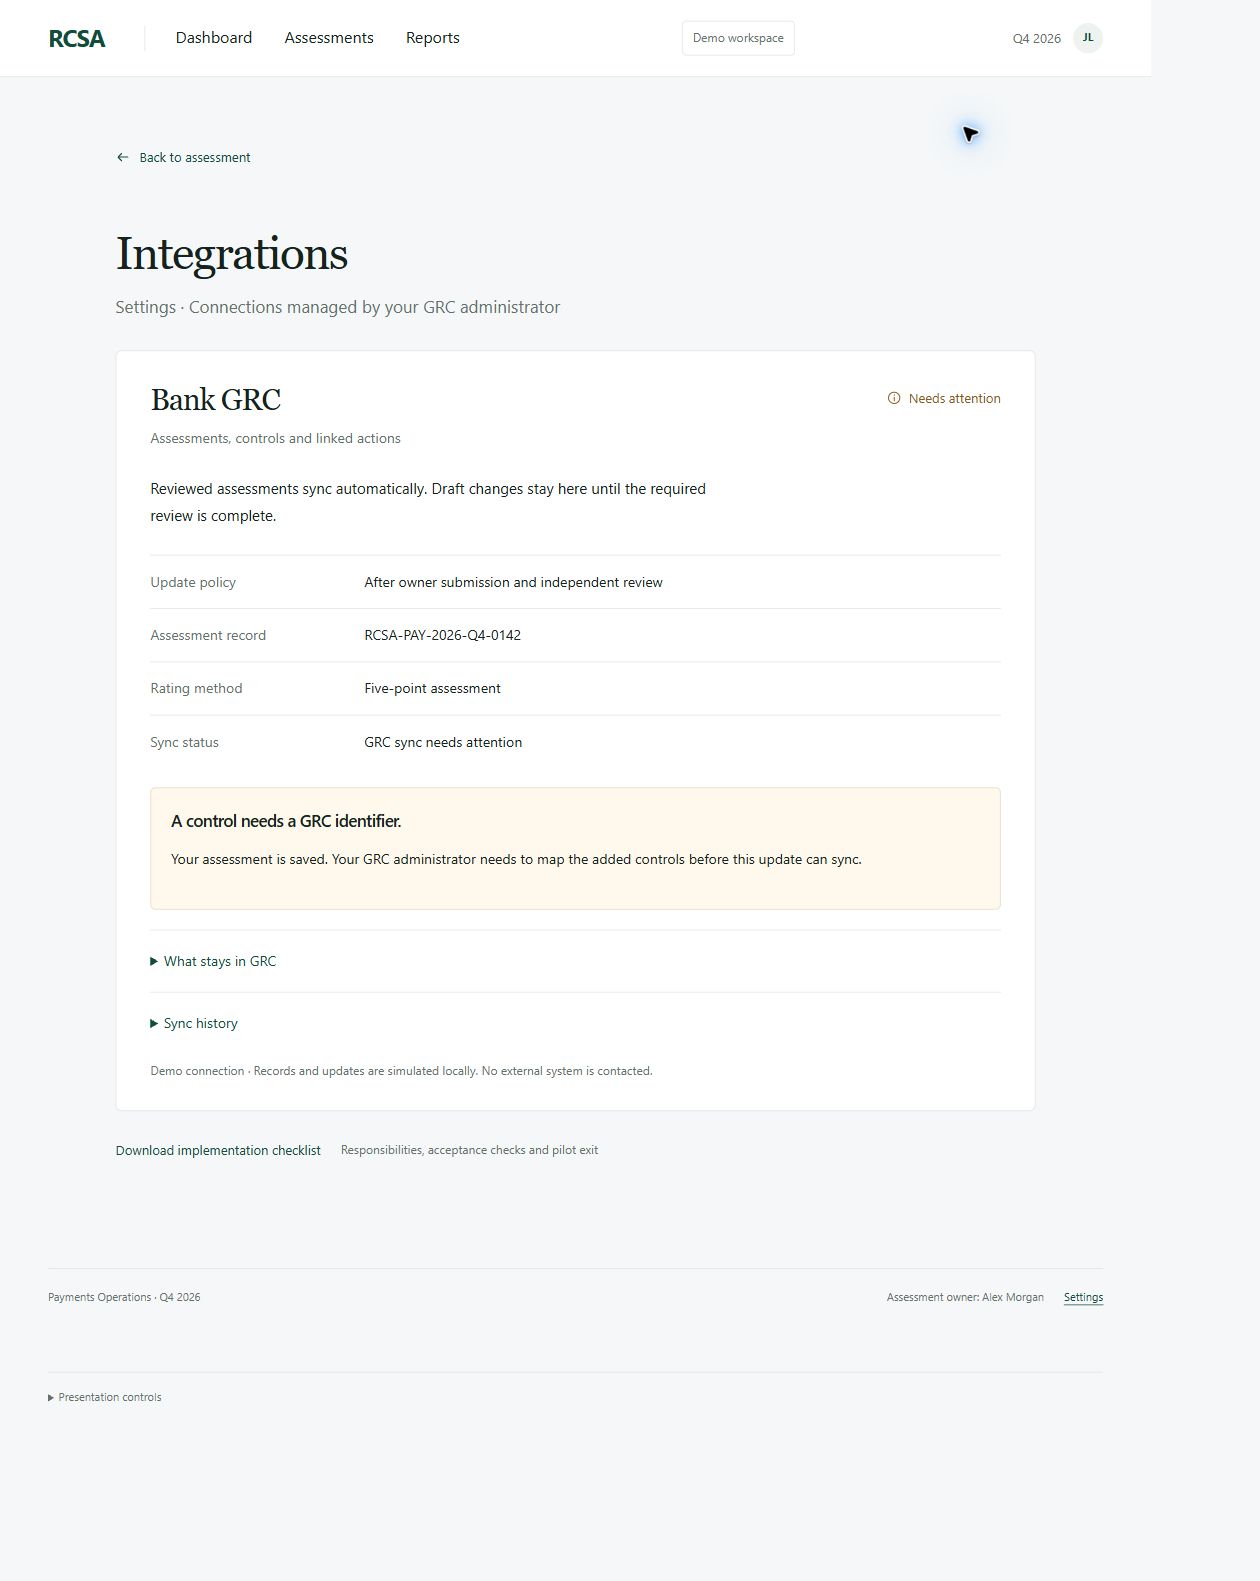 RCSA
Dashboard
Assessments
Reports
Demo workspace
Q4 2026
JL
← Back to assessment
Integrations
Settings · Connections managed by your GRC administrator
Bank GRC
Needs attention
Assessments, controls and linked actions
Reviewed assessments sync automatically. Draft changes stay here until the required
review is complete.
Update policy
After owner submission and independent review
Assessment record
RCSA-PAY-2026-Q4-0142
Rating method
Five-point assessment
Sync status
GRC sync needs attention
A control needs a GRC identifier.
Your assessment is saved. Your GRC administrator needs to map the added controls before this update can sync.
What stays in GRC
Sync history
Demo connection · Records and updates are simulated locally. No external system is contacted.
Download implementation checklist
Responsibilities, acceptance checks and pilot exit
Payments Operations · Q4 2026
Assessment owner: Alex Morgan
Settings
Presentation controls